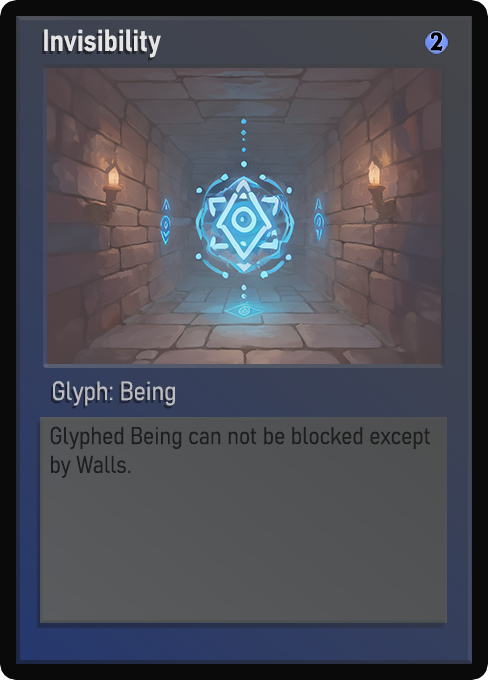 Invisibility 2
Glyph: Being
Glyphed Being can not be blocked except
by Walls.